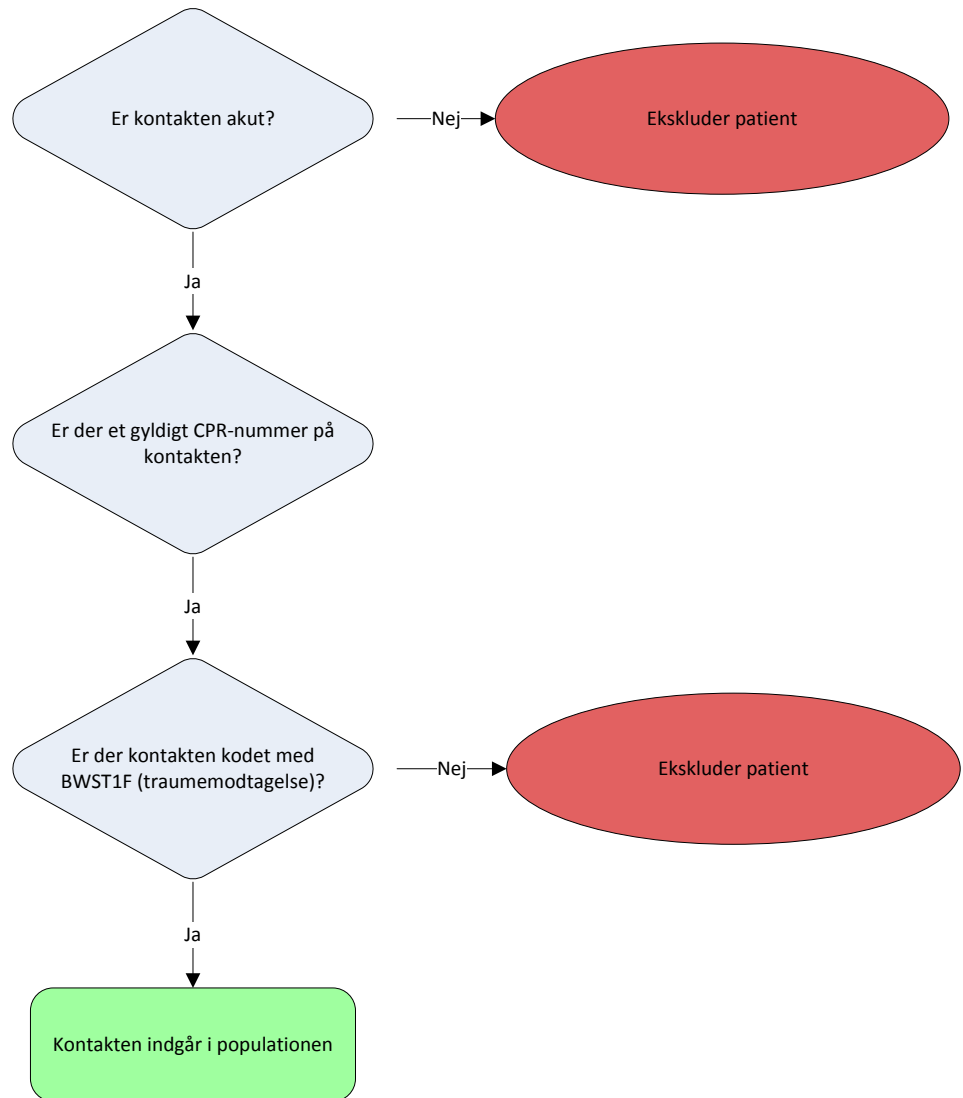 Er kontakten akut?
Nej
Ekskluder patient
Ja
Er der et gyldigt CPR-nummer på
kontakten?
Ja
Er der kontakten kodet med
BWST1F (traumemodtagelse)?
Nej
Ekskluder patient
Ja
Kontakten indgår i populationen